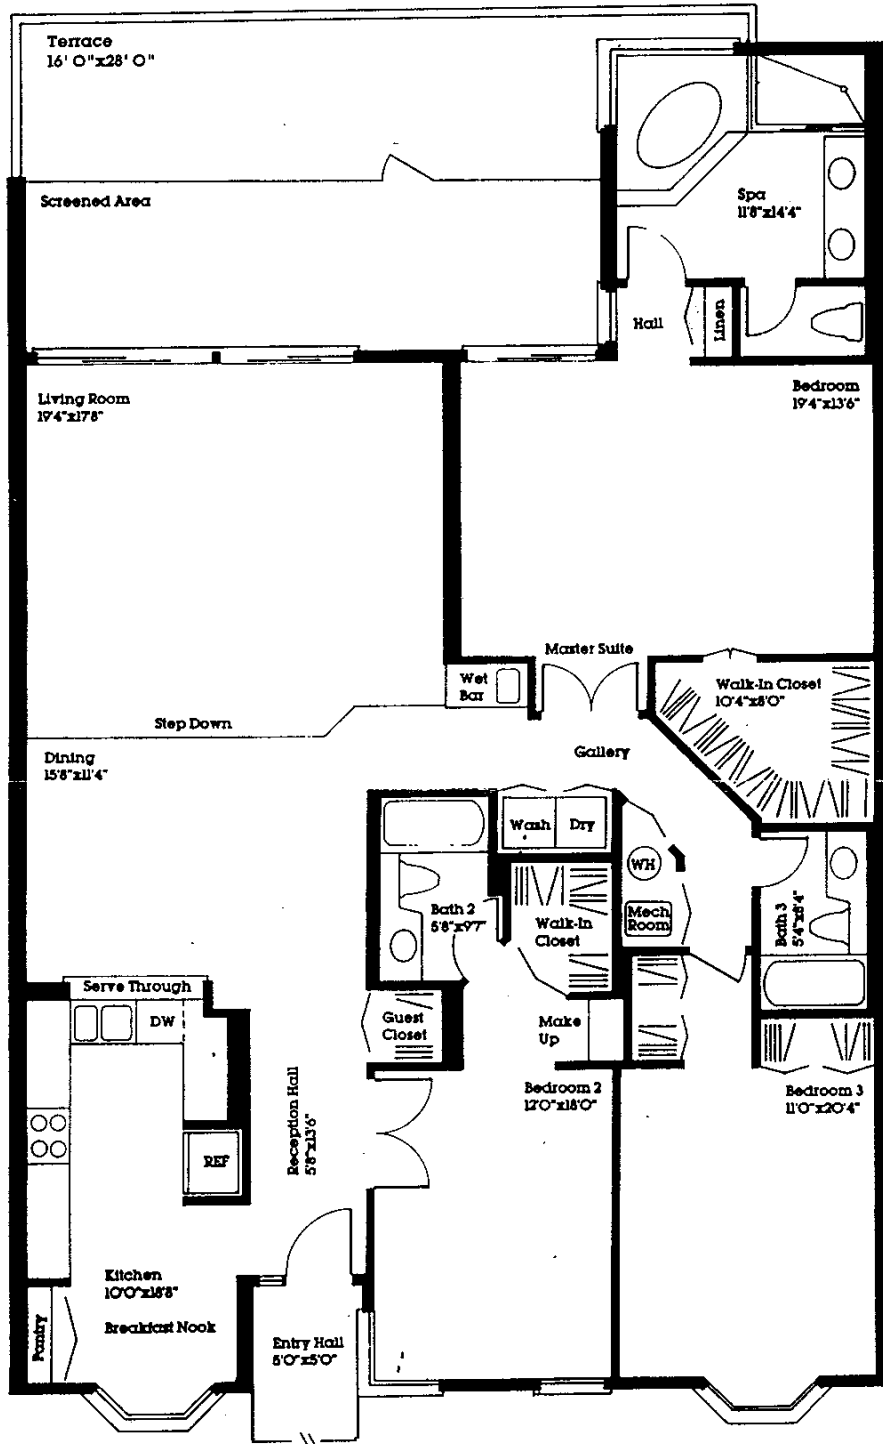 Terrace
16' 0"x28' 0"
Screened Area
Spa
11'8"x14'4"
Hall
Linen
Living Room
19'4"x17'8"
Bedroom
19'4"x13'6"
Master Suite
Wet
Bar
Walk-In Closet
10'4"x8'0"
Step Down
Gallery
Dining
15'8"x11'4"
Wash
Dry
WH
Bath 2
5'8"x9'7"
Walk-In
Closet
Mech
Room
Bath 3
5'4"x8'4"
Serve Through
DW
Guest
Closet
Make
Up
Bedroom 2
12'0"x18'0"
Bedroom 3
11'0"x20'4"
Reception Hall
5'8"x13'6"
REF
Kitchen
10'0"x18'8"
Breakfast Nook
Pantry
Entry Hall
5'0"x5'0"